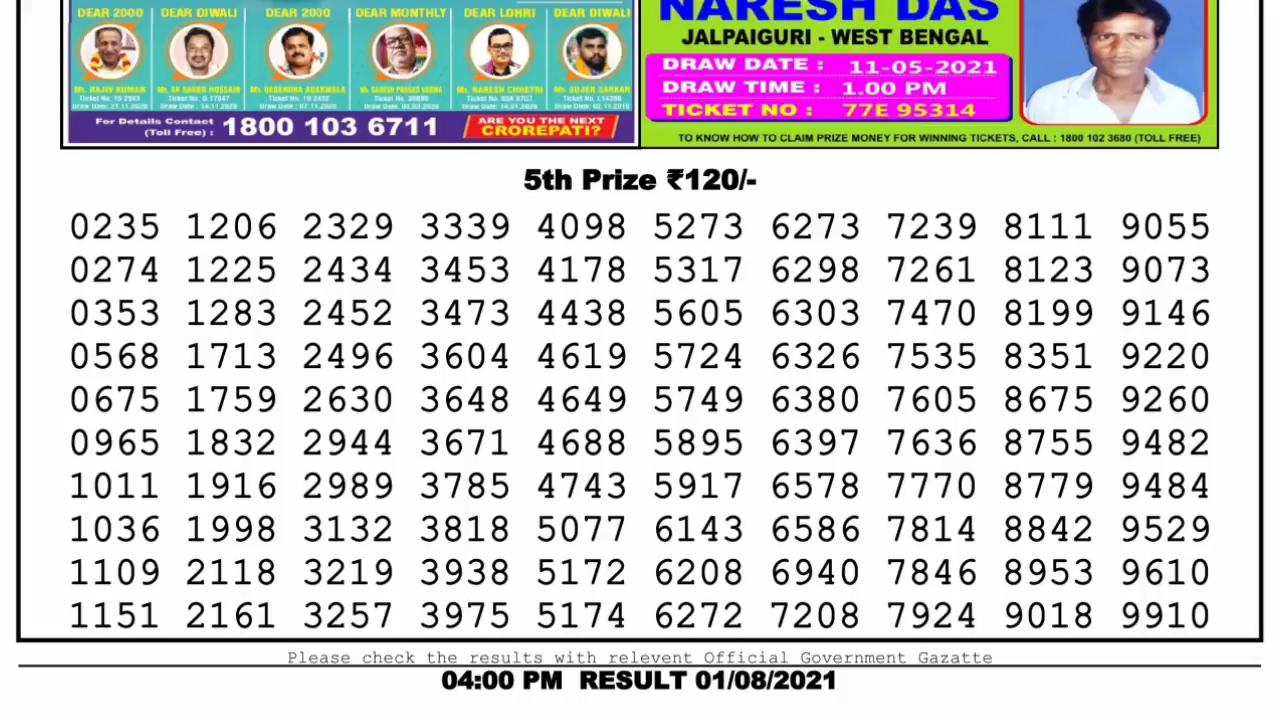 DEAR 2000 DEAR DIWALI DEAR 2000 DEAR MONTHLY DEAR LOHRI DEAR DIWALI
Mr. RAJIV KUMAR Mr. SK SAHED HOSSAIN Mr. DEBENDRA AGARWALA Mr. NARESH CHHETRI Mr. SUJEN SARKAR
For Details Contact
(Toll Free) : 1800 103 6711
ARE YOU THE NEXT
CROREPATI?
NARESH DAS
JALPAIGURI - WEST BENGAL
DRAW DATE : 11-05-2021
DRAW TIME : 1.00 PM
TICKET NO : 77E 95314
TO KNOW HOW TO CLAIM PRIZE MONEY FOR WINNING TICKETS, CALL : 1800 102 3680 (TOLL FREE)
5th Prize ₹120/-
0235 1206 2329 3339 4098 5273 6273 7239 8111 9055
0274 1225 2434 3453 4178 5317 6298 7261 8123 9073
0353 1283 2452 3473 4438 5605 6303 7470 8199 9146
0568 1713 2496 3604 4619 5724 6326 7535 8351 9220
0675 1759 2630 3648 4649 5749 6380 7605 8675 9260
0965 1832 2944 3671 4688 5895 6397 7636 8755 9482
1011 1916 2989 3785 4743 5917 6578 7770 8779 9484
1036 1998 3132 3818 5077 6143 6586 7814 8842 9529
1109 2118 3219 3938 5172 6208 6940 7846 8953 9610
1151 2161 3257 3975 5174 6272 7208 7924 9018 9910
Please check the results with relevent Official Government Gazatte
04:00 PM RESULT 01/08/2021